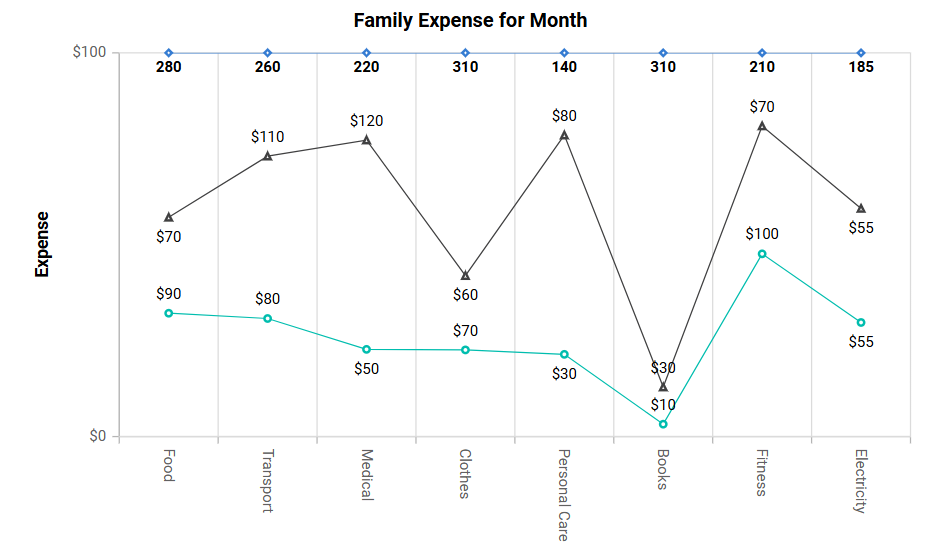 Family Expense for Month
$100
280 260 220 310 140 310 210 185
$70 $110 $120 $60 $80 $30 $70 $55
$90 $80 $50 $70 $30 $10 $100 $55
Expense
$0
Food Transport Medical Clothes Personal Care Books Fitness Electricity